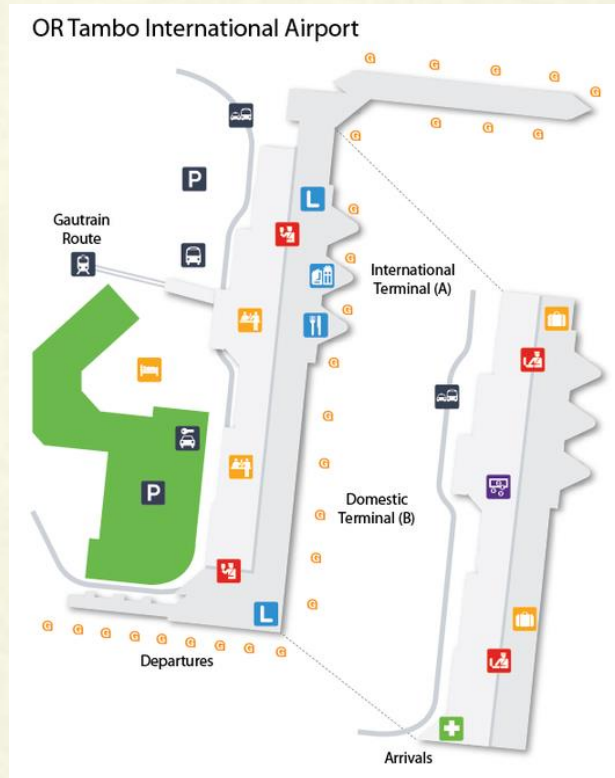 OR Tambo International Airport
G
G
G
G
G
G
G
G
G
P
L
G
Gautrain
Route
International
Terminal (A)
G
G
G
G
G
G
P
Domestic
Terminal (B)
G
G
G
L
G
G
G
G
G
G
G
G
G
Departures
Arrivals